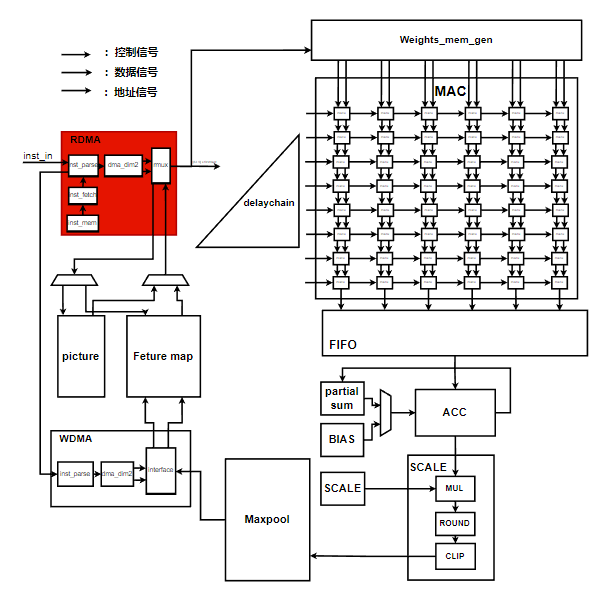 Weights_mem_gen
：控制信号
：数据信号
：地址信号
MAC
RDMA
inst_in
inst_parse
dma_dim2
rmux
inst_fetch
inst_mem
delaychain
picture
Feture map
FIFO
partial
sum
BIAS
ACC
WDMA
inst_parse
dma_dim2
interface
Maxpool
SCALE
SCALE
MUL
ROUND
CLIP